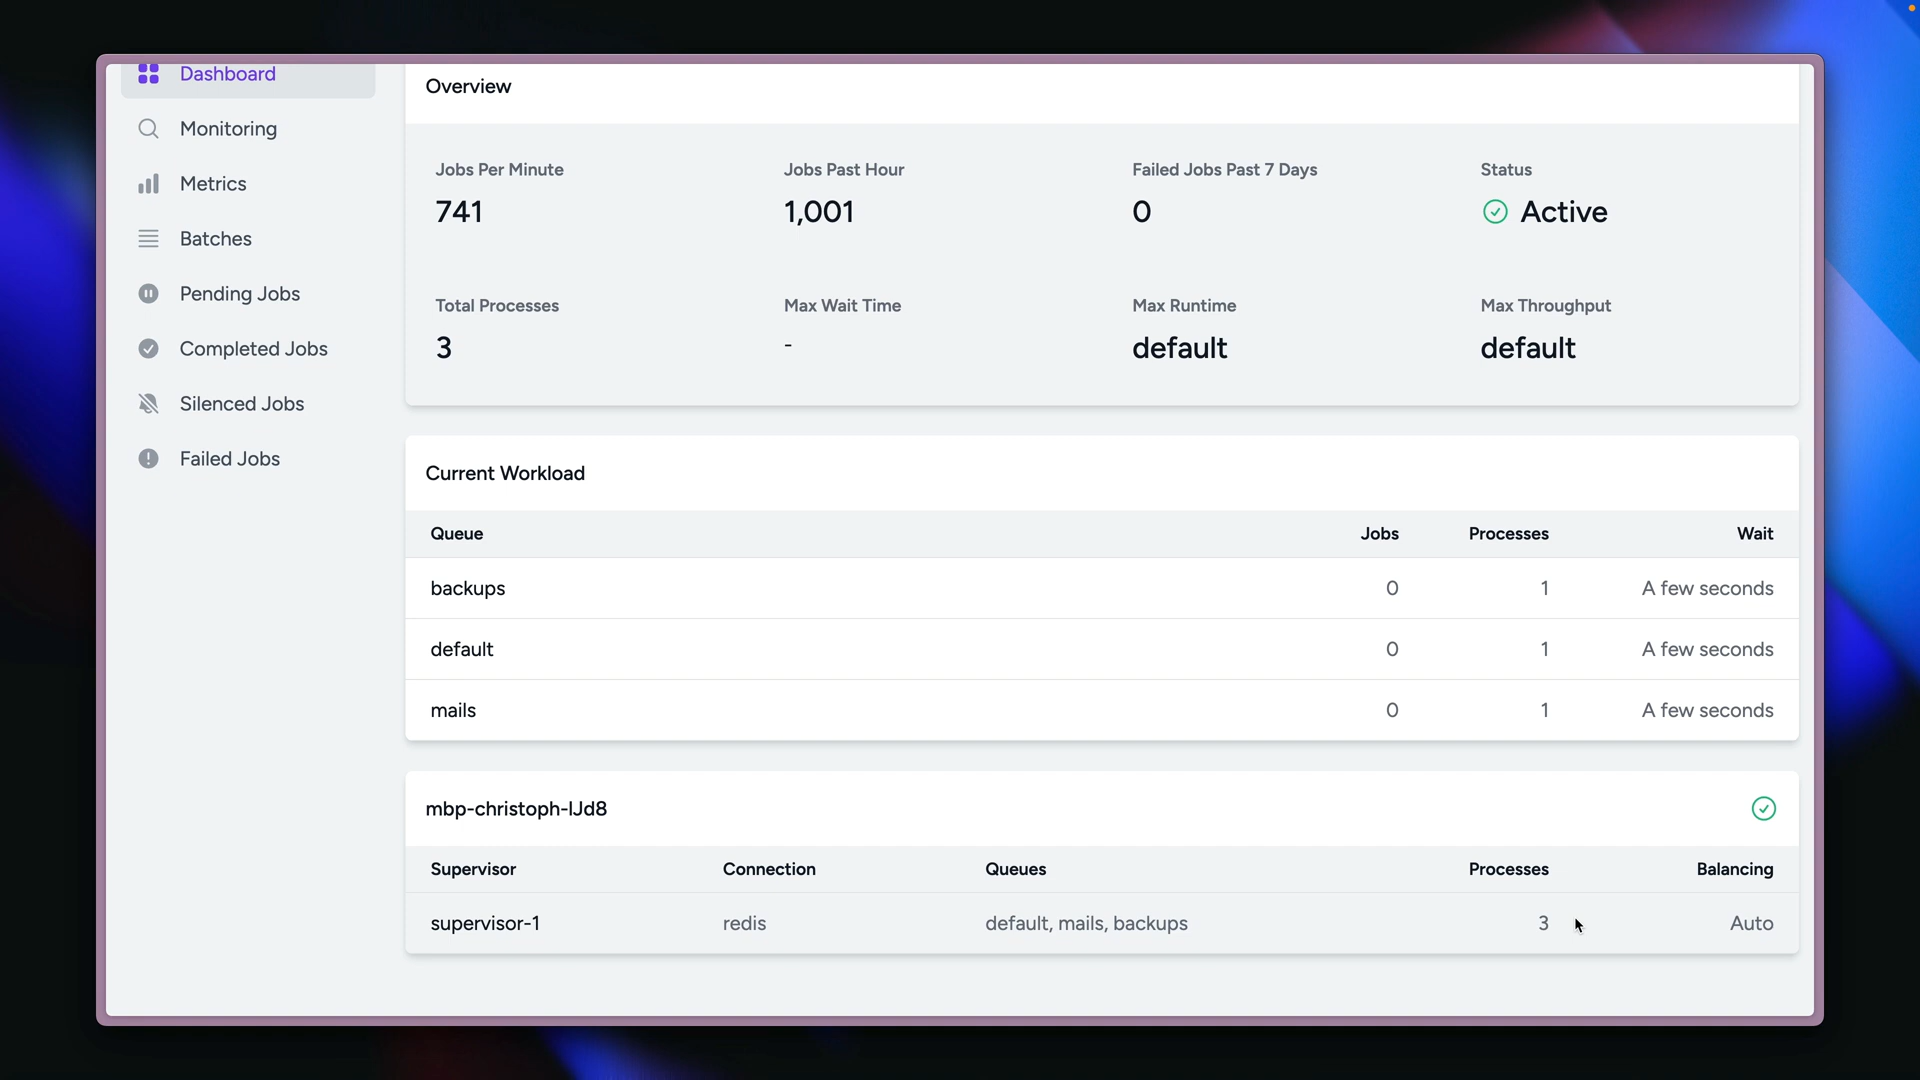 Dashboard
Monitoring
Metrics
Batches
Pending Jobs
Completed Jobs
Silenced Jobs
Failed Jobs
Overview
Jobs Per Minute
741
Jobs Past Hour
1,001
Failed Jobs Past 7 Days
0
Status
Active
Total Processes
3
Max Wait Time
-
Max Runtime
default
Max Throughput
default
Current Workload
Queue Jobs Processes Wait
backups 0 1 A few seconds
default 0 1 A few seconds
mails 0 1 A few seconds
mbp-christoph-IJd8
Supervisor Connection Queues Processes Balancing
supervisor-1 redis default, mails, backups 3 Auto